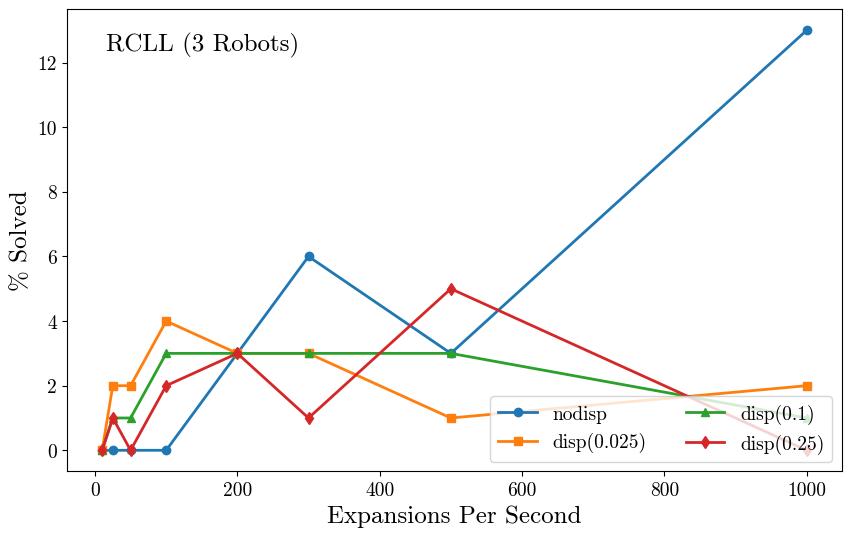 RCLL (3 Robots)
% Solved
12
10
8
6
4
2
0
0 200 400 600 800 1000
Expansions Per Second
nodisp
disp(0.025)
disp(0.1)
disp(0.25)